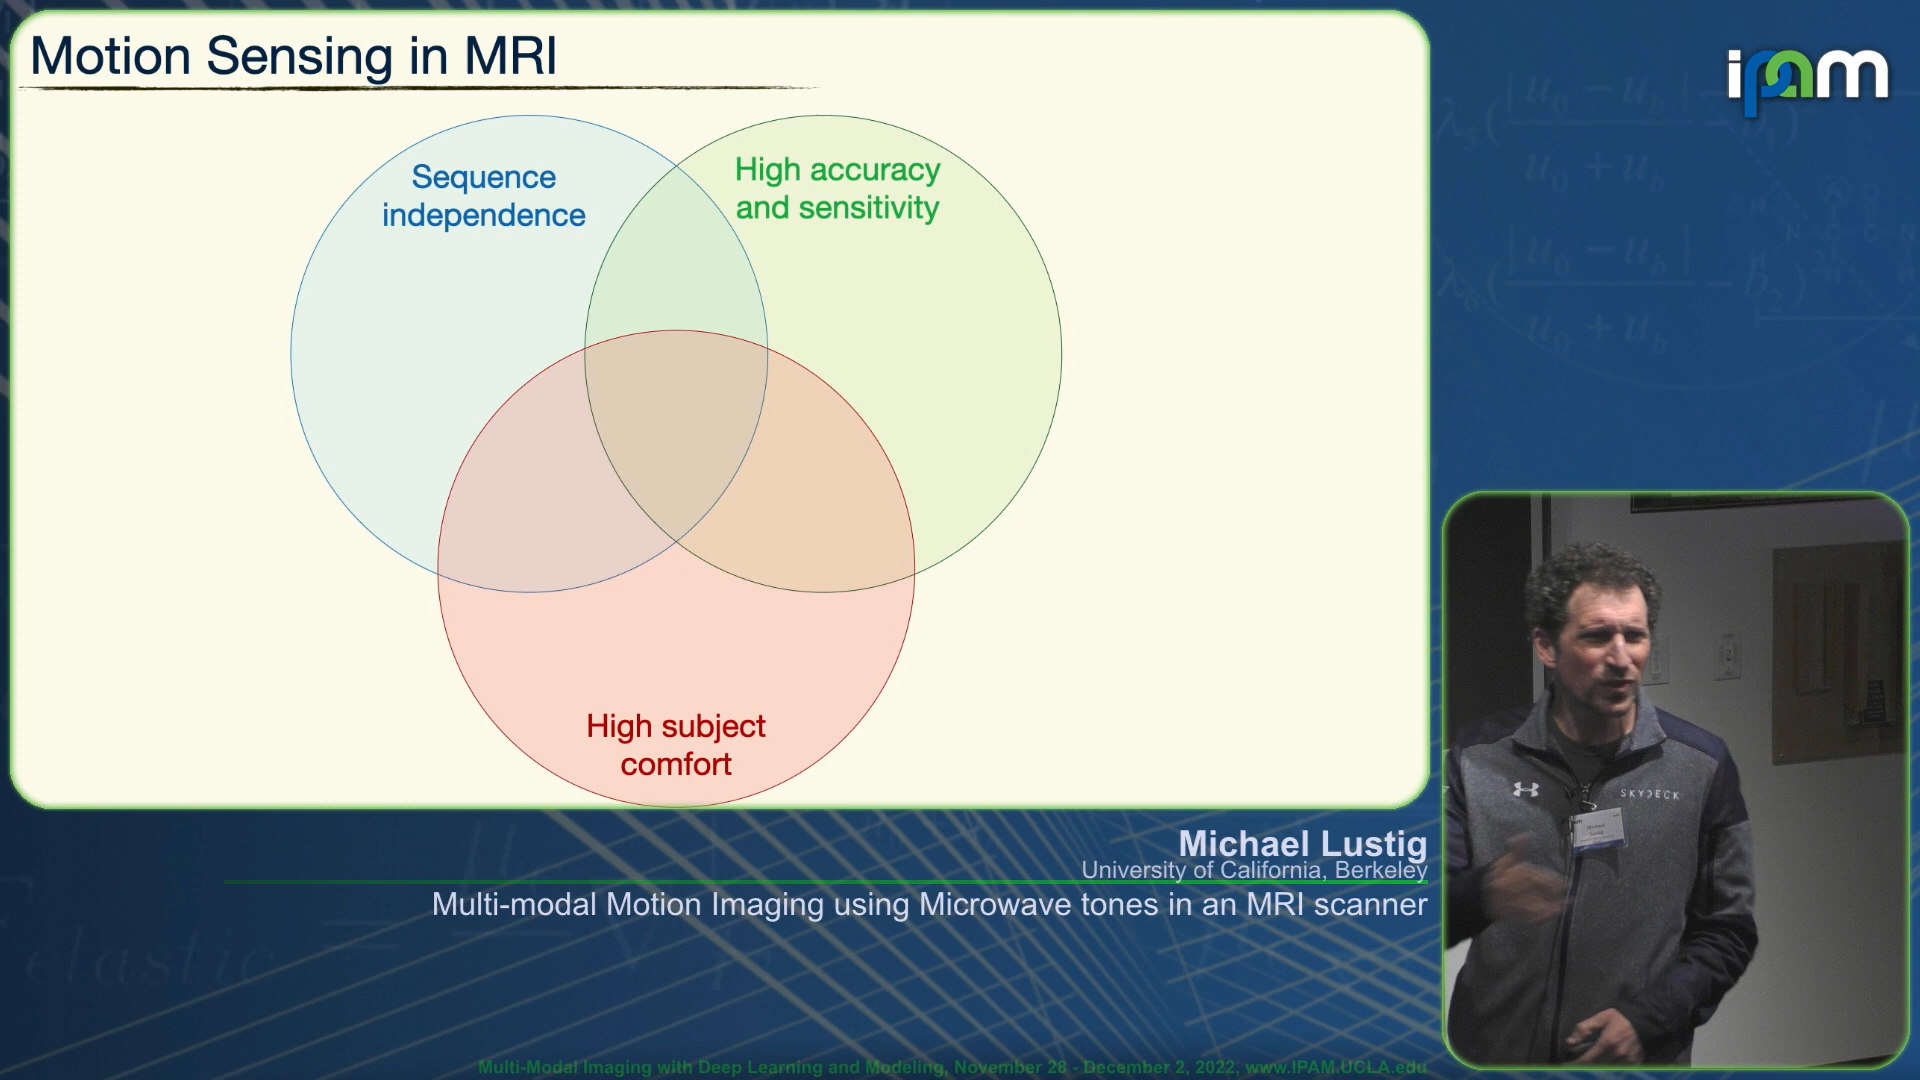 Motion Sensing in MRI
ipam
Sequence
independence
High accuracy
and sensitivity
High subject
comfort
SKYDECK
Michael Lustig
University of California, Berkeley
Multi-modal Motion Imaging using Microwave tones in an MRI scanner
Multi-Modal Imaging with Deep Learning and Modeling, November 28 - December 2, 2022, www.IPAM.UCLA.edu